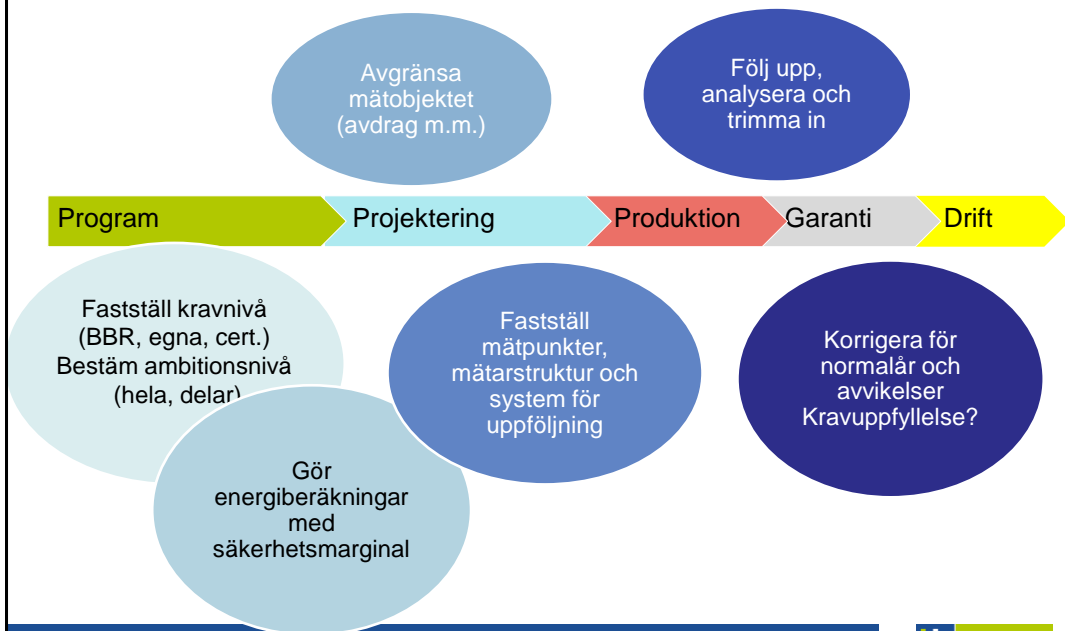 Avgränsa
mätobjektet
(avdrag m.m.)
Följ upp,
analysera och
trimma in
Program
Projektering
Produktion
Garanti
Drift
Fastställ kravnivå
(BBR, egna, cert.)
Bestäm ambitionsnivå
(hela, delar)
Gör
energiberäkningar
med
säkerhetsmarginal
Fastställ
mätpunkter,
mätarstruktur och
system för
uppföljning
Korrigera för
normalår och
avvikelser
Kravuppfyllelse?